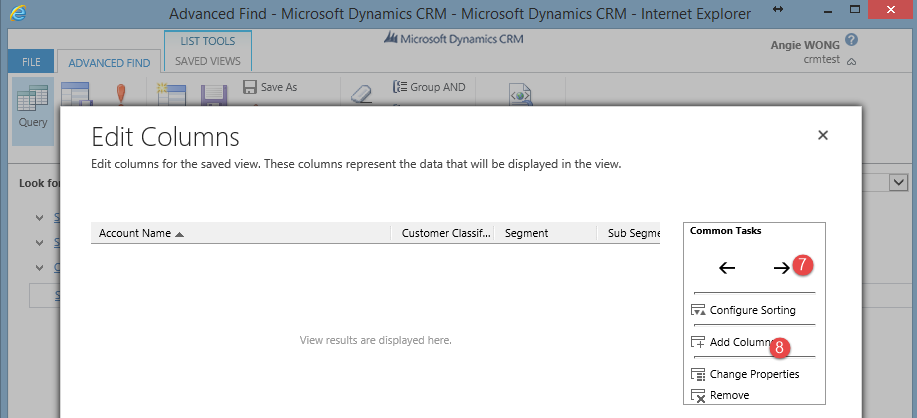 Advanced Find - Microsoft Dynamics CRM - Microsoft Dynamics CRM - Internet Explorer
LIST TOOLS
Microsoft Dynamics CRM
Angie WONG
FILE
ADVANCED FIND
SAVED VIEWS
crmtest
Save As
Group AND
Query
Edit Columns
Edit columns for the saved view. These columns represent the data that will be displayed in the view.
Look for
Account Name
Customer Classif...
Segment
Sub Segme
Common Tasks
7
Configure Sorting
View results are displayed here.
Add Column
8
Change Properties
Remove